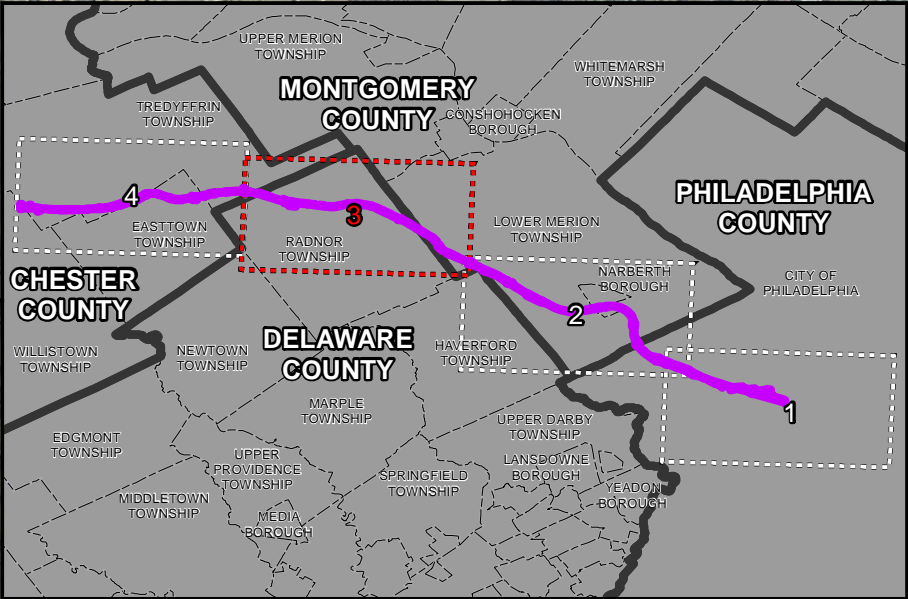 UPPER MERION
TOWNSHIP
WHITEMARSH
TOWNSHIP
MONTGOMERY
COUNTY
TREDYFFRIN
TOWNSHIP
CONSHOHOCKEN
BOROUGH
PHILADELPHIA
COUNTY
4
3
EASTTOWN
TOWNSHIP
RADNOR
TOWNSHIP
LOWER MERION
TOWNSHIP
CHESTER
COUNTY
NARBERTH
BOROUGH
CITY OF
PHILADELPHIA
2
DELAWARE
COUNTY
WILLISTOWN
TOWNSHIP
NEWTOWN
TOWNSHIP
HAVERFORD
TOWNSHIP
MARPLE
TOWNSHIP
1
UPPER DARBY
TOWNSHIP
EDGMONT
TOWNSHIP
UPPER
PROVIDENCE
TOWNSHIP
SPRINGFIELD
TOWNSHIP
LANSDOWNE
BOROUGH
YEADON
BOROUGH
MIDDLETOWN
TOWNSHIP
MEDIA
BOROUGH